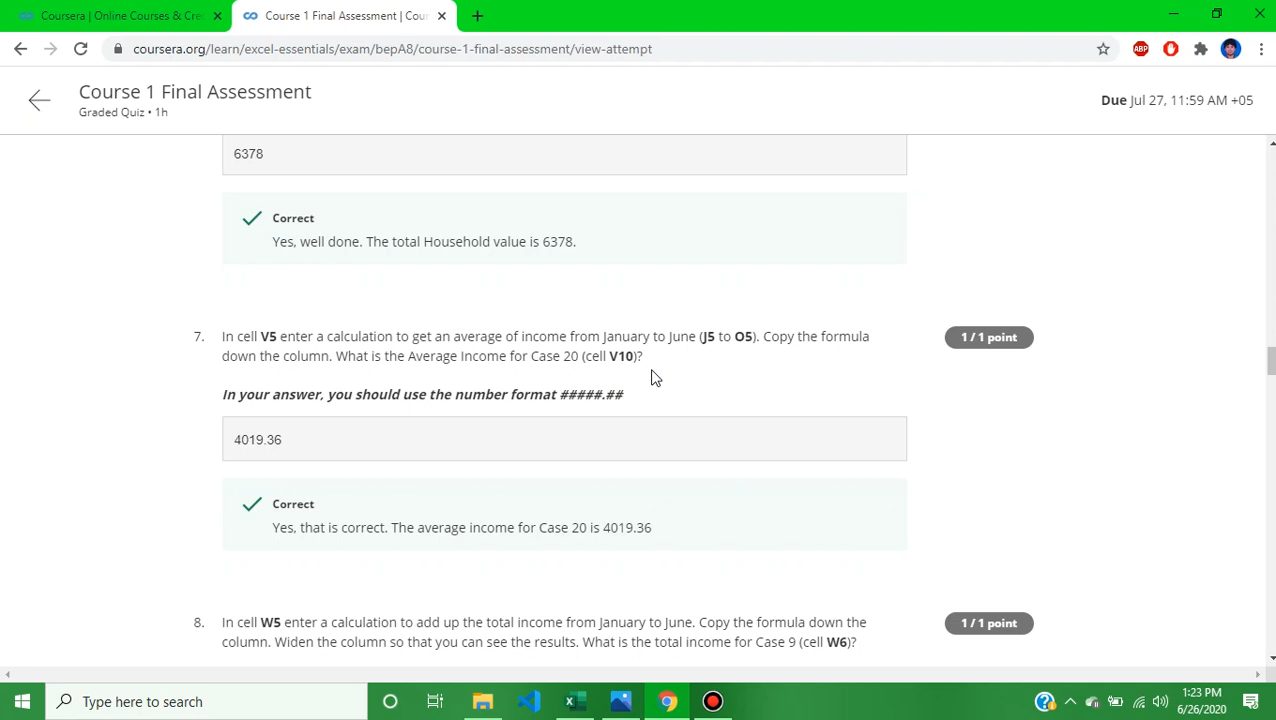 Coursera | Online Courses & Cre
Course 1 Final Assessment | Cou
coursera.org/learn/excel-essentials/exam/bepA8/course-1-final-assessment/view-attempt
ABP
Course 1 Final Assessment
Graded Quiz • 1h
Due Jul 27, 11:59 AM +05
6378
Correct
Yes, well done. The total Household value is 6378.
7. In cell V5 enter a calculation to get an average of income from January to June (J5 to O5). Copy the formula
1 / 1 point
down the column. What is the Average Income for Case 20 (cell V10)?
In your answer, you should use the number format #####.##
4019.36
Correct
Yes, that is correct. The average income for Case 20 is 4019.36
8. In cell W5 enter a calculation to add up the total income from January to June. Copy the formula down the
1 / 1 point
column. Widen the column so that you can see the results. What is the total income for Case 9 (cell W6)?
Type here to search
1:23 PM
6/26/2020